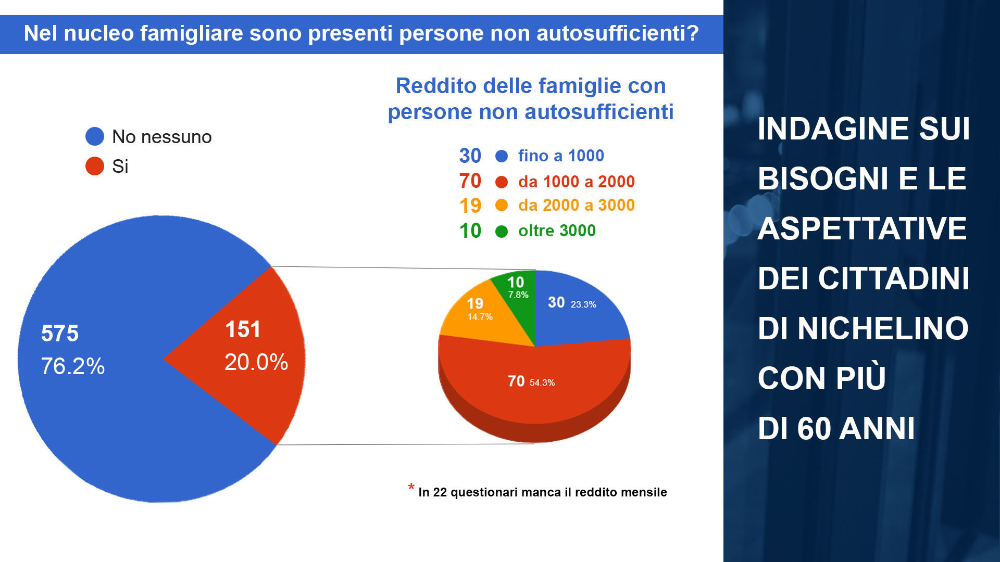 Nel nucleo famigliare sono presenti persone non autosufficienti?
Reddito delle famiglie con
persone non autosufficienti
No nessuno
Si
30 fino a 1000
70 da 1000 a 2000
19 da 2000 a 3000
10 oltre 3000
575
76.2%
151
20.0%
10
7.8%
19
14.7%
30 23.3%
70 54.3%
* In 22 questionari manca il reddito mensile
INDAGINE SUI
BISOGNI E LE
ASPETTATIVE
DEI CITTADINI
DI NICHELINO
CON PIÙ
DI 60 ANNI